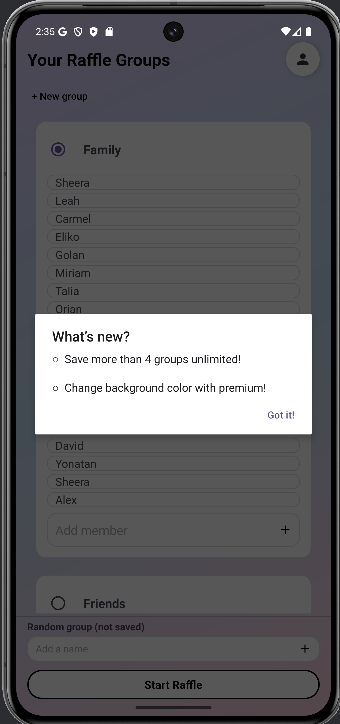 2:35
Your Raffle Groups
+ New group
Family
Sheera
Leah
Carmel
Eliko
Golan
Miriam
Talia
Orian
What's new?
Save more than 4 groups unlimited!
Change background color with premium!
Got it!
David
Yonatan
Sheera
Alex
Add member +
Friends
Random group (not saved)
Add a name +
Start Raffle